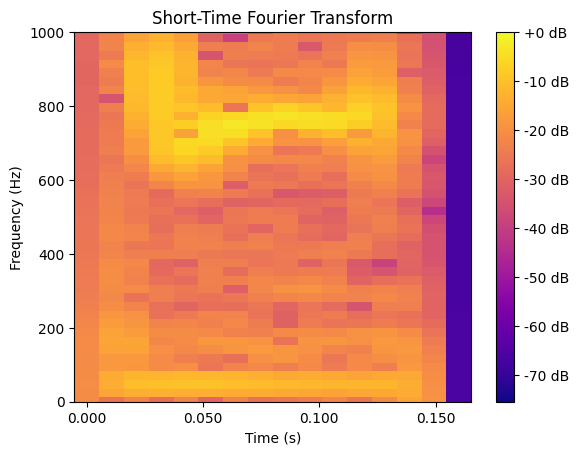 Short-Time Fourier Transform
1000
800
600
400
200
0
Frequency (Hz)
0.000
0.050
0.100
0.150
Time (s)
+0 dB
-10 dB
-20 dB
-30 dB
-40 dB
-50 dB
-60 dB
-70 dB